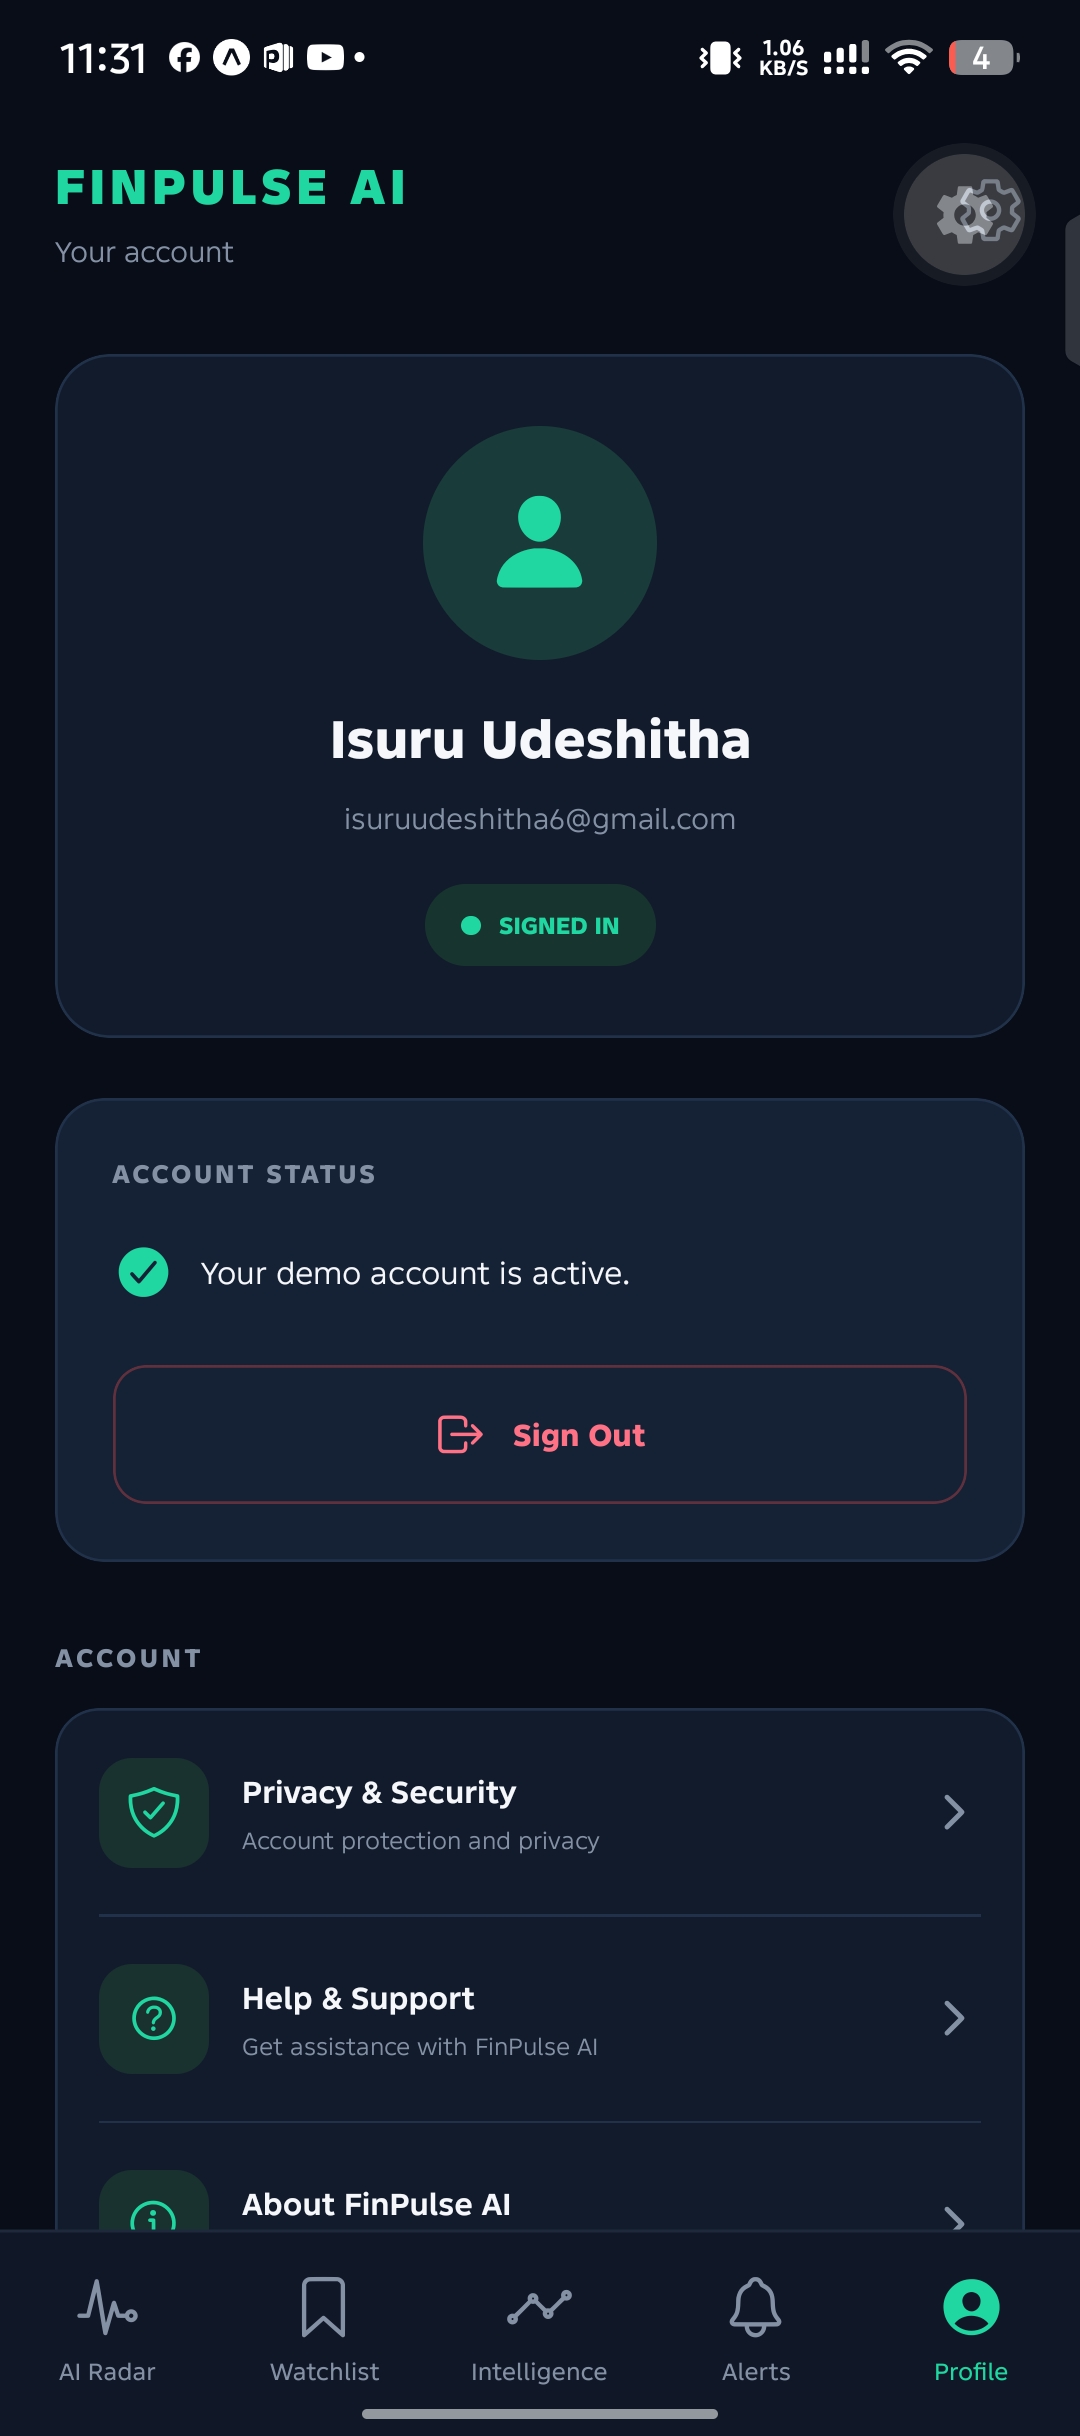 11:31
1.06
KB/S
4
FINPULSE AI
Your account
Isuru Udeshitha
isuruudeshitha6@gmail.com
SIGNED IN
ACCOUNT STATUS
Your demo account is active.
Sign Out
ACCOUNT
Privacy & Security
Account protection and privacy
Help & Support
Get assistance with FinPulse AI
About FinPulse AI
AI Radar
Watchlist
Intelligence
Alerts
Profile